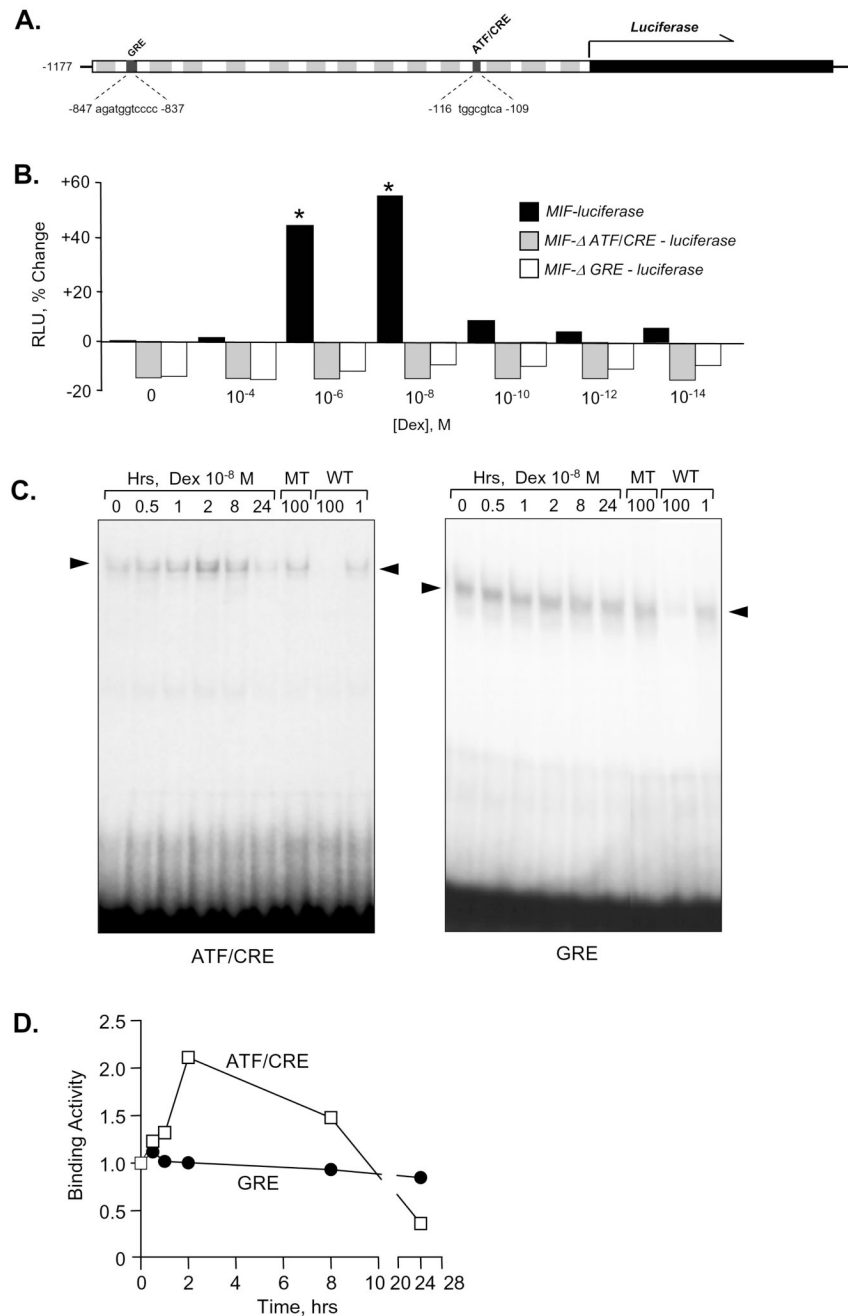 A.
GRE
ATF/CRE
Luciferase
-1177
-847 agatggtcccc -837
-116 tggcgtca -109
B.
+60
+40
+20
0
-20
RLU, % Change
*
*
MIF-luciferase
MIF-Δ ATF/CRE - luciferase
MIF-Δ GRE - luciferase
0 10⁻⁴ 10⁻⁶ 10⁻⁸ 10⁻¹⁰ 10⁻¹² 10⁻¹⁴
[Dex], M
C.
Hrs, Dex 10⁻⁸ M MT WT
0 0.5 1 2 8 24 100 100 1
ATF/CRE
Hrs, Dex 10⁻⁸ M MT WT
0 0.5 1 2 8 24 100 100 1
GRE
D.
2.5
2.0
1.5
1.0
0.5
0
Binding Activity
ATF/CRE
GRE
0 2 4 6 8 10 20 24 28
Time, hrs